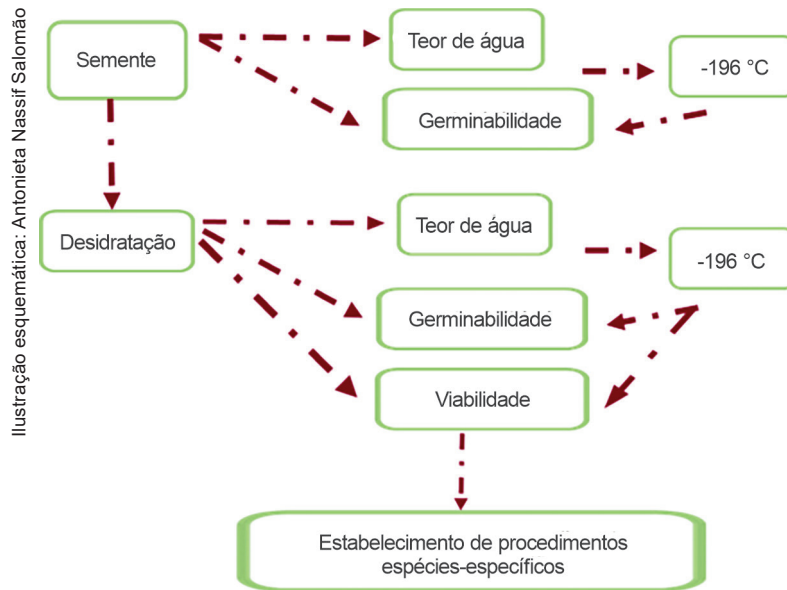 Ilustração esquemática: Antonieta Nassif Salomão
Semente
Teor de água
-196 °C
Germinabilidade
Desidratação
Teor de água
-196 °C
Germinabilidade
Viabilidade
Estabelecimento de procedimentos
espécies-específicos